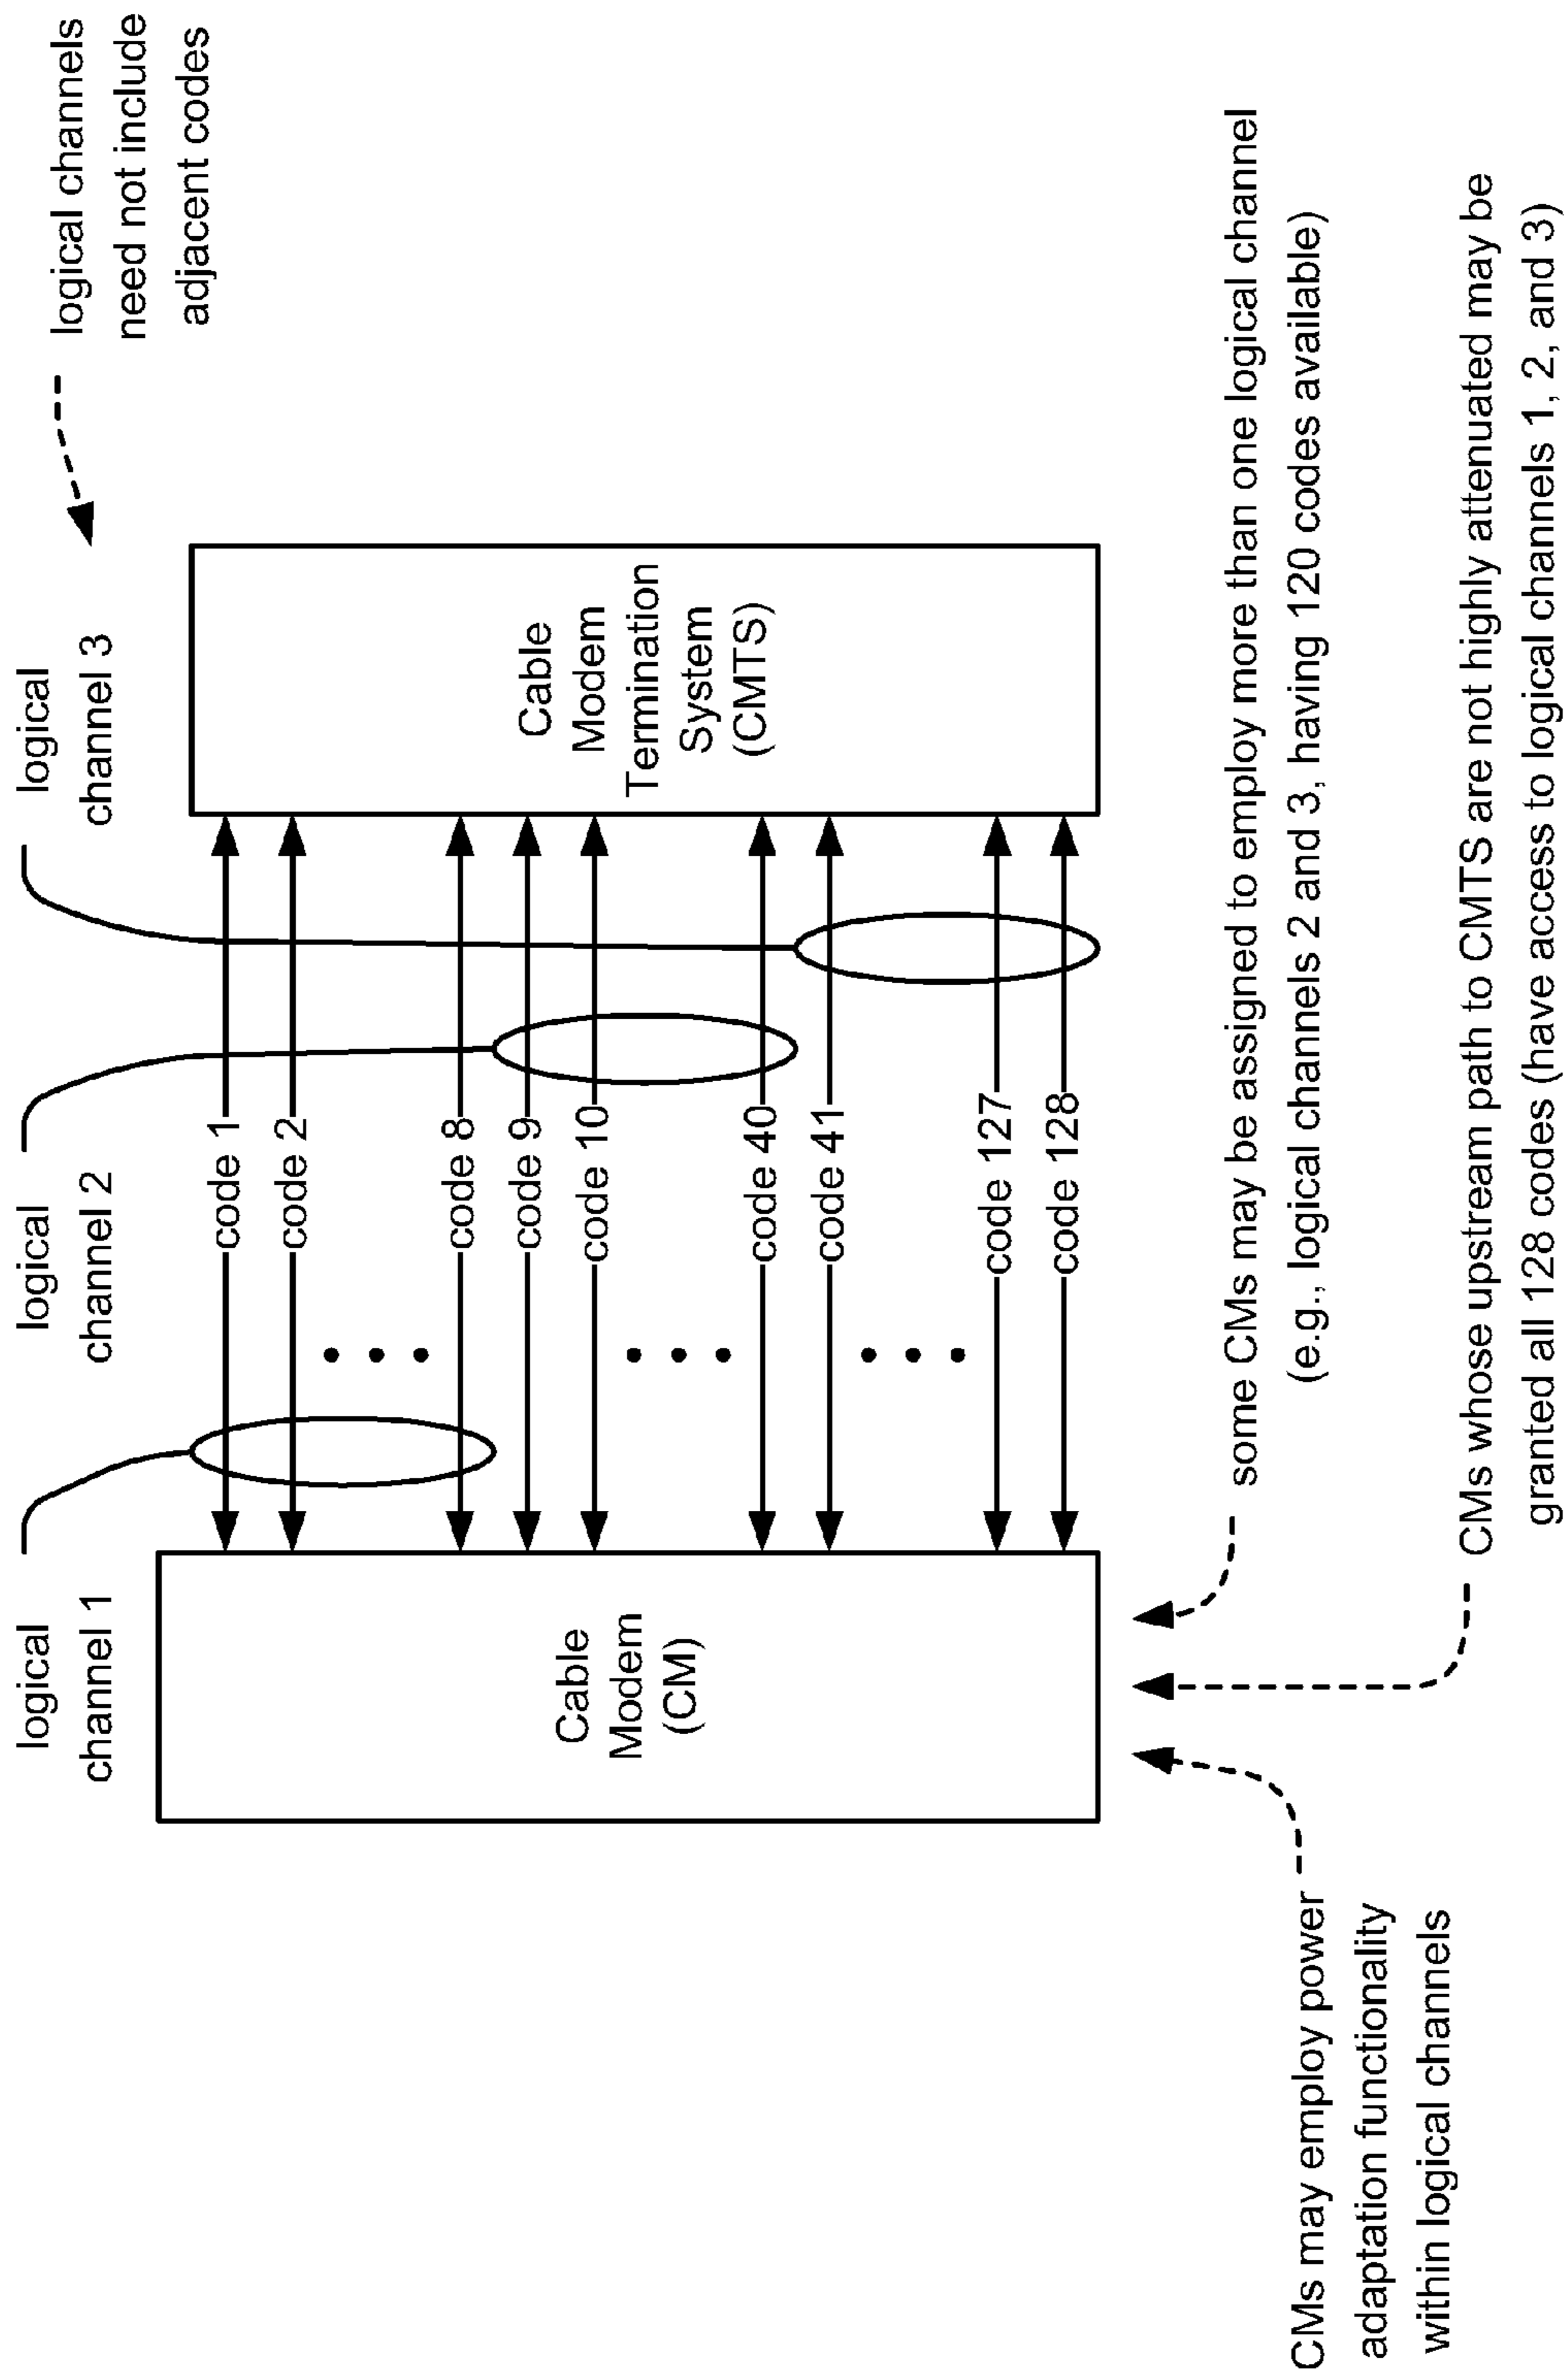 logical
channel 1
logical
channel 2
logical
channel 3
logical channels
need not include
adjacent codes
Cable
Modem
(CM)
code 1
code 2
code 8
code 9
code 10
code 40
code 41
code 127
code 128
Cable
Modem
Termination
System
(CMTS)
some CMs may be assigned to employ more than one logical channel
(e.g., logical channels 2 and 3, having 120 codes available)
CMs may employ power
adaptation functionality
within logical channels
CMs whose upstream path to CMTS are not highly attenuated may be
granted all 128 codes (have access to logical channels 1, 2, and 3)